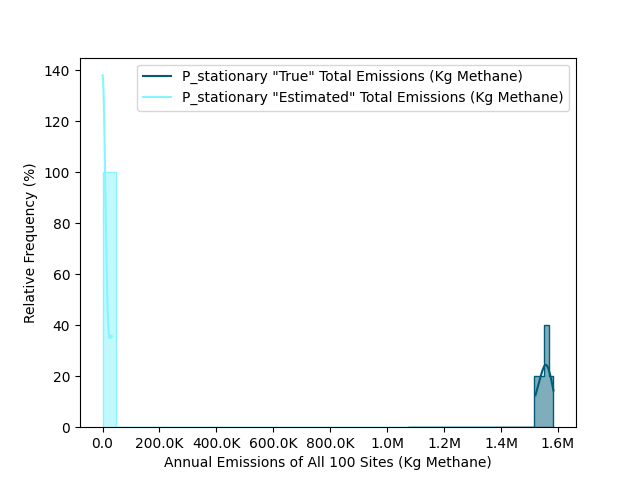 P_stationary "True" Total Emissions (Kg Methane)
P_stationary "Estimated" Total Emissions (Kg Methane)
140
120
100
80
60
40
20
0
Relative Frequency (%)
0.0 200.0K 400.0K 600.0K 800.0K 1.0M 1.2M 1.4M 1.6M
Annual Emissions of All 100 Sites (Kg Methane)